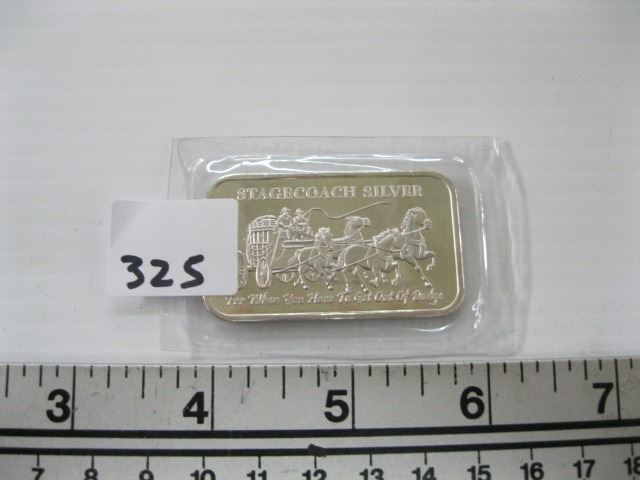 STAGECOACH SILVER
325
For When You Have To Get Out Of Dodge
3 4 5 6 7
7 8 9 10 11 12 13 14 15 16 17 18